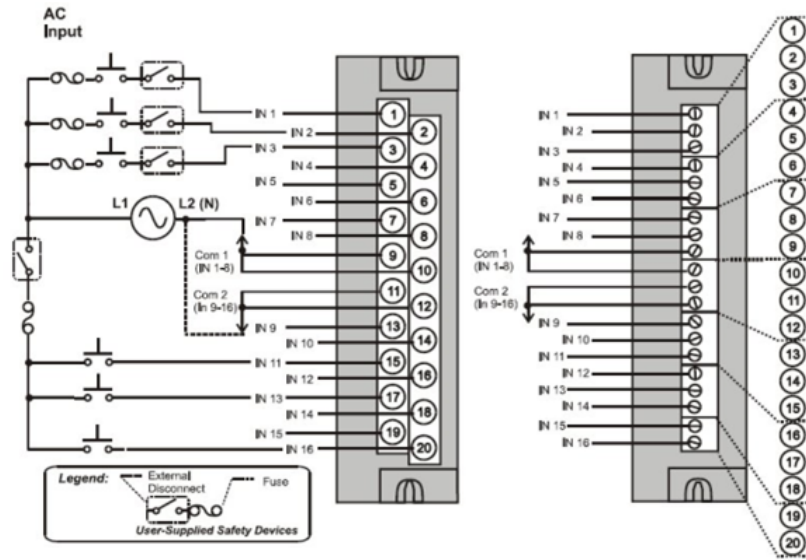 AC
Input
L1
L2 (N)
IN 1
IN 2
IN 3
IN 4
IN 5
IN 6
IN 7
IN 8
Com 1
(IN 1-8)
Com 2
(In 9-16)
IN 9
IN 10
IN 11
IN 12
IN 13
IN 14
IN 15
IN 16
1
2
3
4
5
6
7
8
9
10
11
12
13
14
15
16
17
18
19
20
Legend:
External
Disconnect
Fuse
User-Supplied Safety Devices
IN 1
IN 2
IN 3
IN 4
IN 5
IN 6
IN 7
IN 8
Com 1
(IN 1-8)
Com 2
(In 9-16)
IN 9
IN 10
IN 11
IN 12
IN 13
IN 14
IN 15
IN 16
1
2
3
4
5
6
7
8
9
10
11
12
13
14
15
16
17
18
19
20